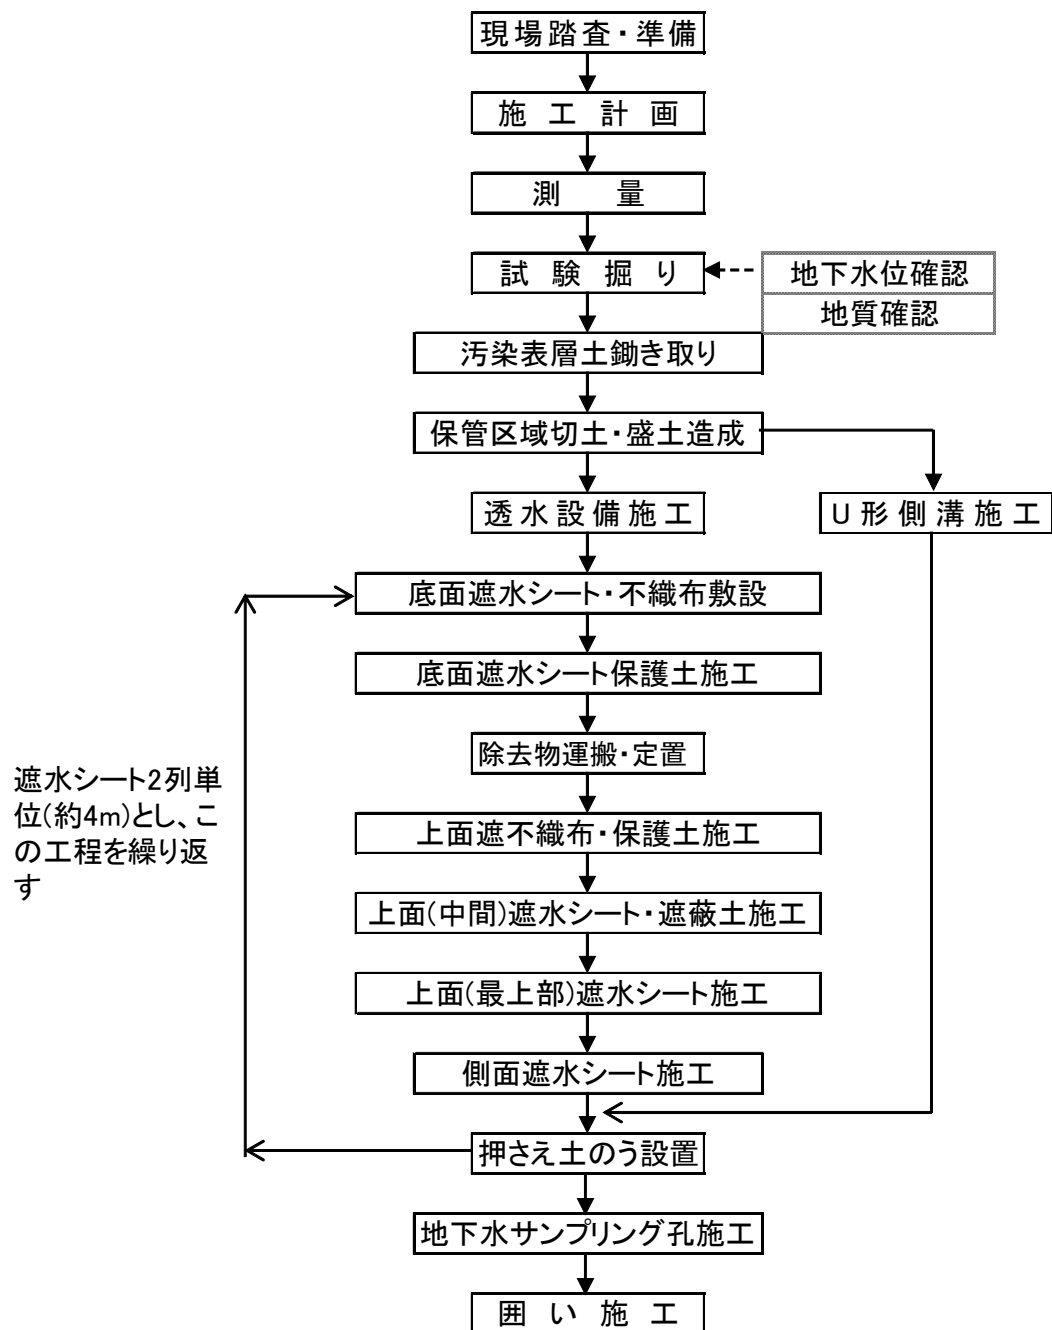 現場踏査・準備
施工計画
測量
試験掘り
地下水位確認
地質確認
汚染表層土鋤き取り
保管区域切土・盛土造成
透水設備施工
U形側溝施工
底面遮水シート・不織布敷設
底面遮水シート保護土施工
除去物運搬・定置
遮水シート2列単
位(約4m)とし、こ
の工程を繰り返
す
上面遮不織布・保護土施工
上面(中間)遮水シート・遮蔽土施工
上面(最上部)遮水シート施工
側面遮水シート施工
押さえ土のう設置
地下水サンプリング孔施工
囲い施工